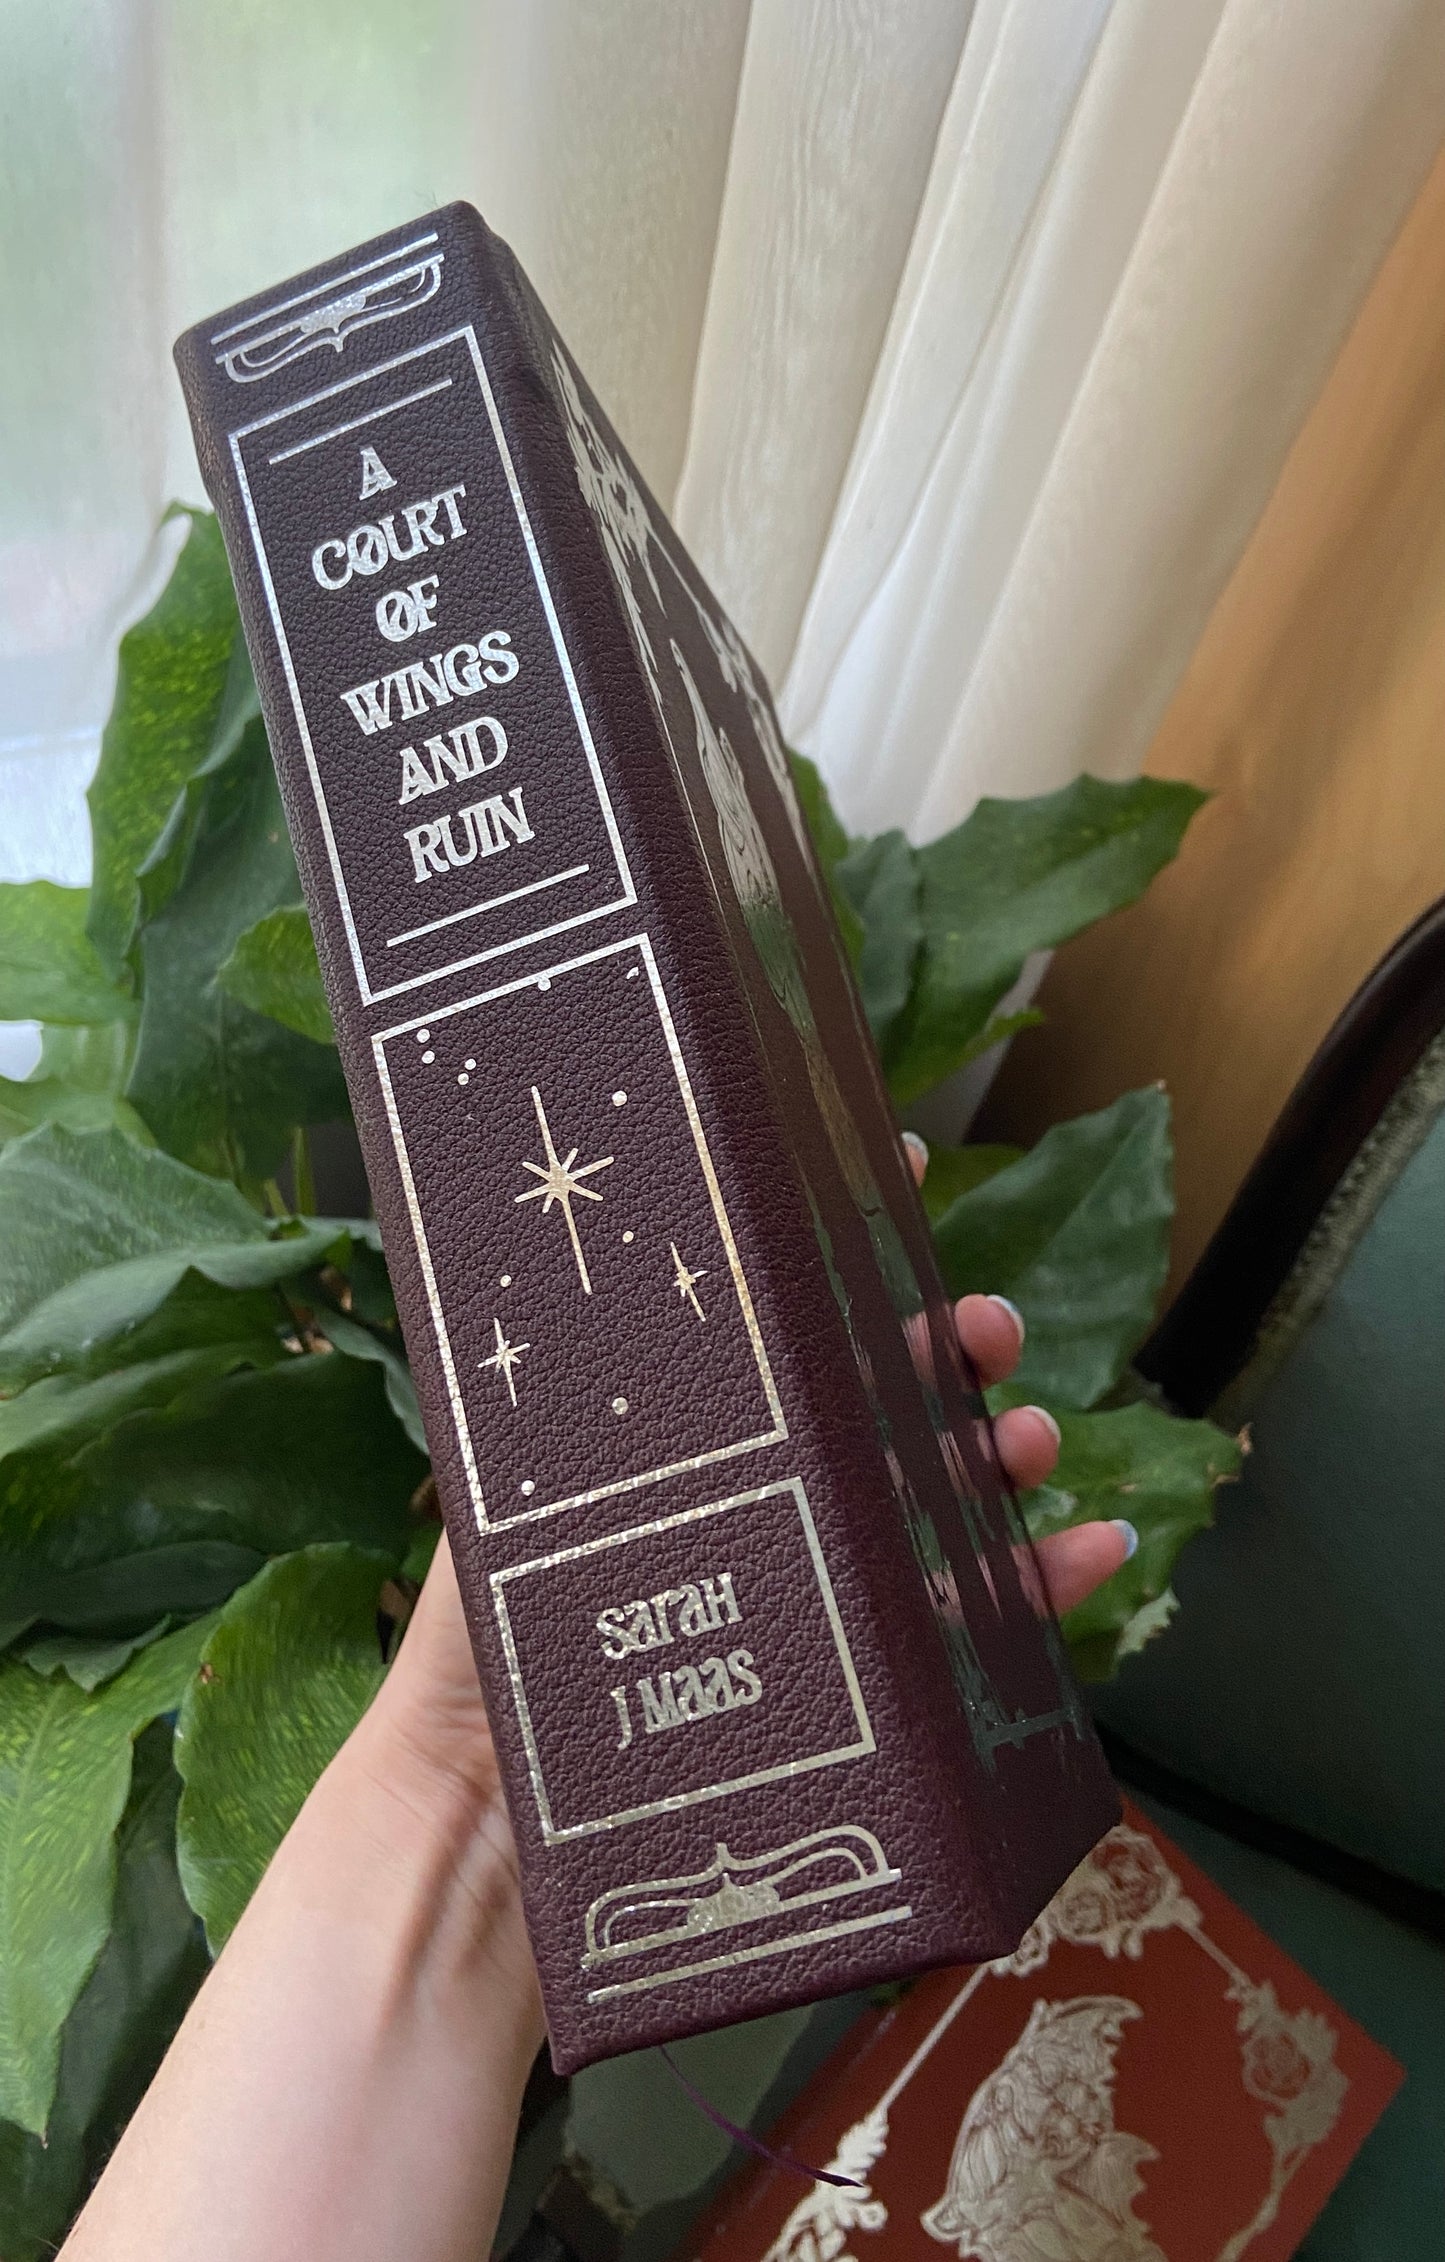 A
COURT
OF
WINGS
AND
RUIN
SaraH
J Maas